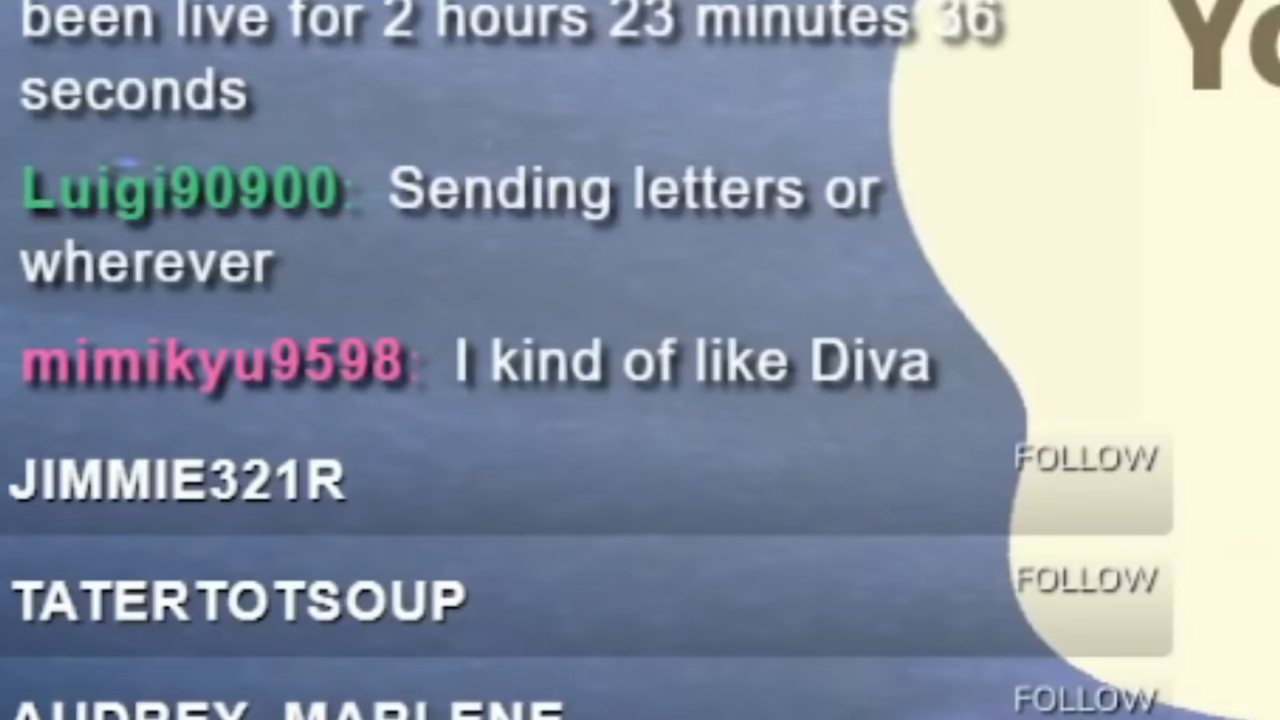 been live for 2 hours 23 minutes 36
seconds
Luigi90900: Sending letters or
wherever
mimikyu9598: I kind of like Diva
JIMMIE321R FOLLOW
TATERTOTSOUP FOLLOW
AUDREY_MARLENE FOLLOW